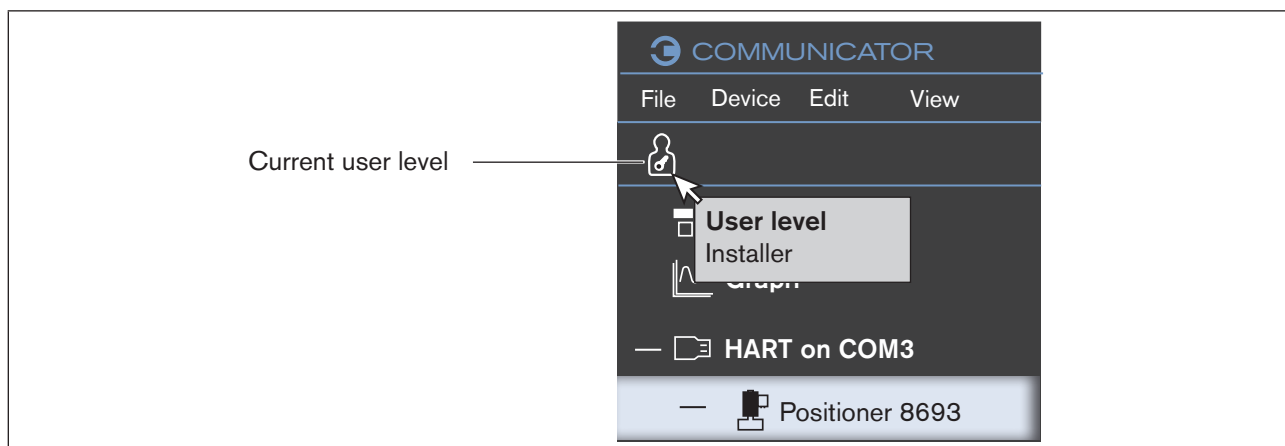 COMMUNICATOR
File Device Edit View
Current user level
User level
Installer
Graph
HART on COM3
Positioner 8693